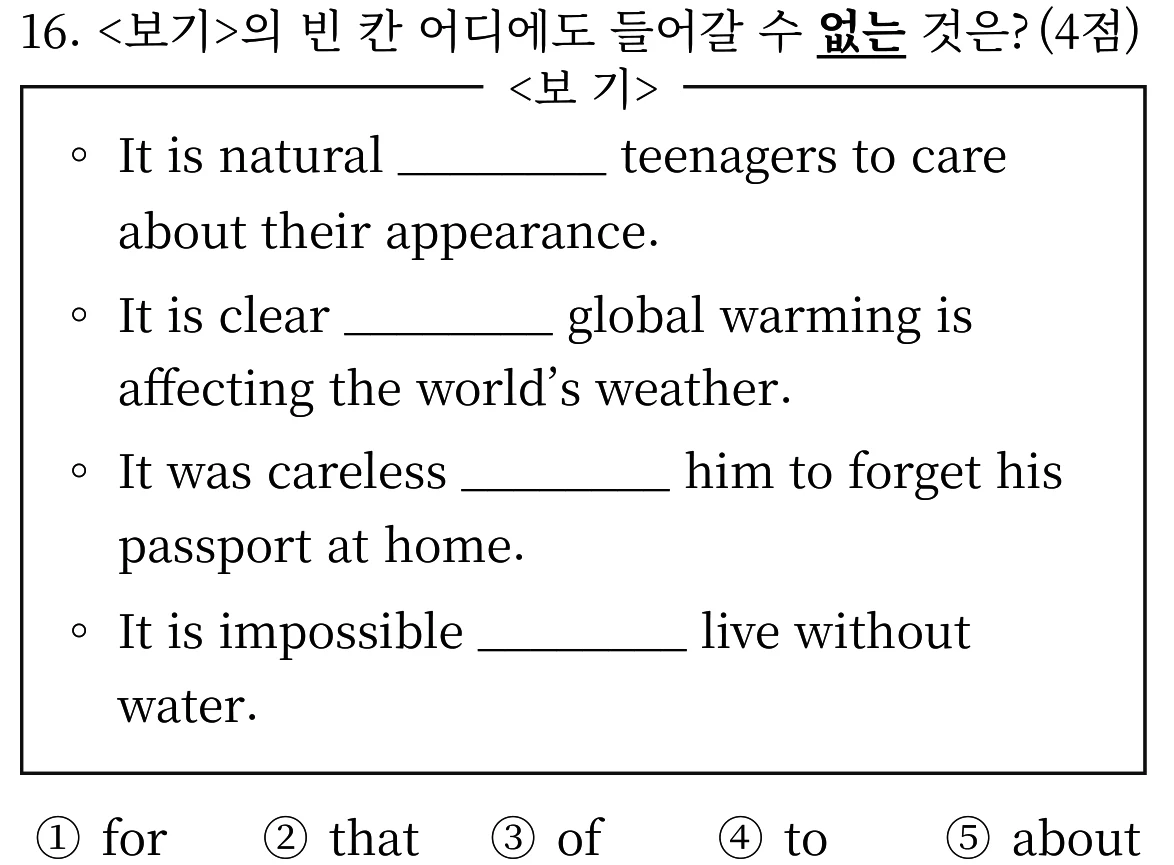 16. <보기>의 빈 칸 어디에도 들어갈 수 없는 것은?(4점)
<보 기>
◦ It is natural ________ teenagers to care
about their appearance.
◦ It is clear ________ global warming is
affecting the world’s weather.
◦ It was careless ________ him to forget his
passport at home.
◦ It is impossible ________ live without
water.
① for ② that ③ of ④ to ⑤ about